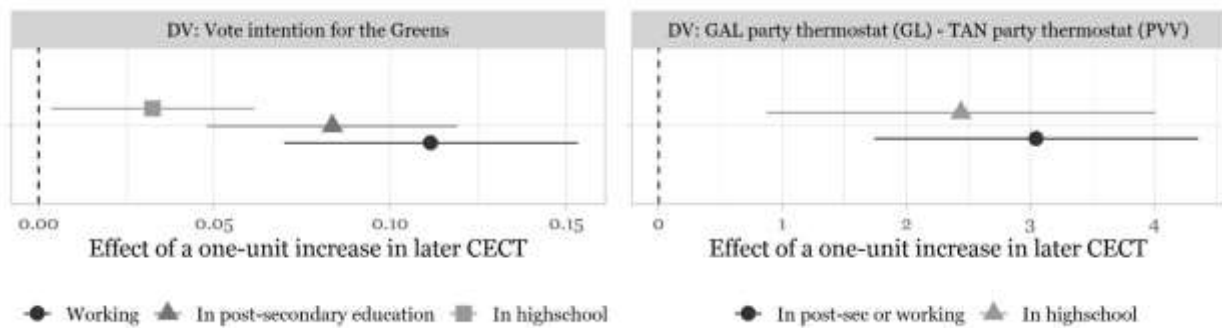 DV: Vote intention for the Greens
DV: GAL party thermostat (GL) - TAN party thermostat (PVV)
0.00 0.05 0.10 0.15
0 1 2 3 4
Effect of a one-unit increase in later CECT
Effect of a one-unit increase in later CECT
Working In post-secondary education In highschool
In post-sec or working In highschool